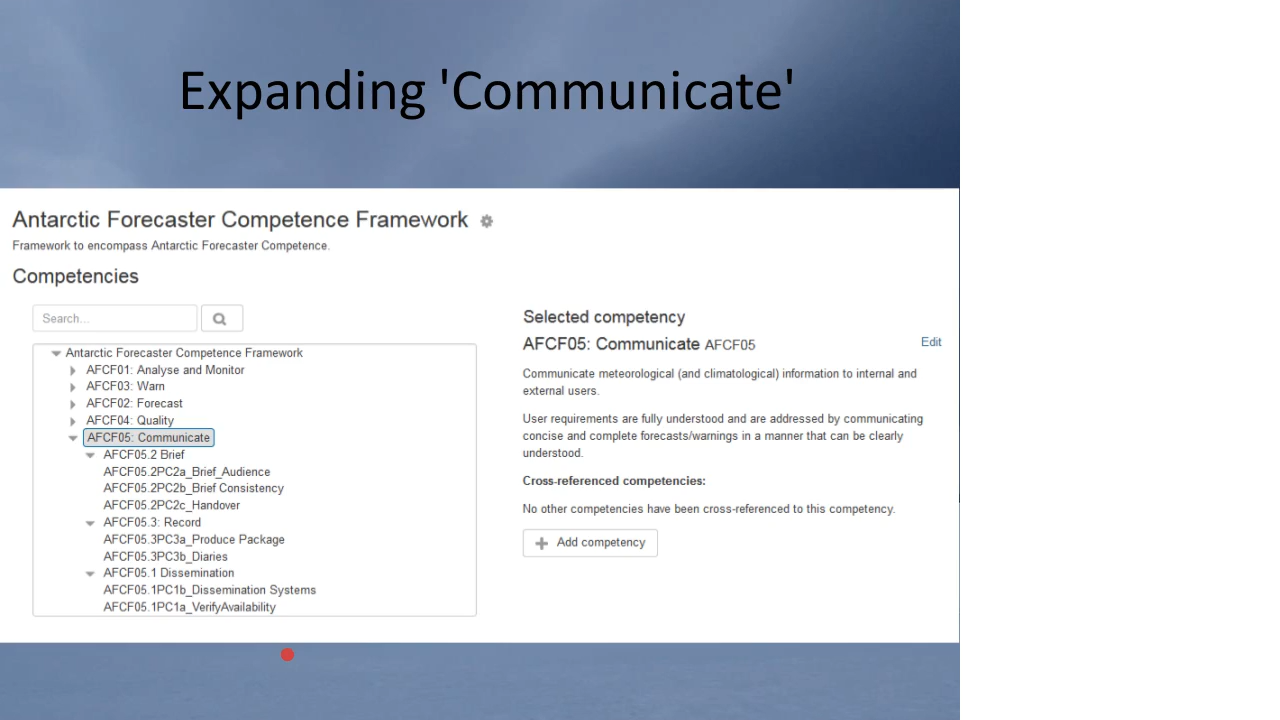 Expanding 'Communicate'
Antarctic Forecaster Competence Framework
Framework to encompass Antarctic Forecaster Competence.
Competencies
Search...
Antarctic Forecaster Competence Framework
AFCF01: Analyse and Monitor
AFCF03: Warn
AFCF02: Forecast
AFCF04: Quality
AFCF05: Communicate
AFCF05.2 Brief
AFCF05.2PC2a_Brief_Audience
AFCF05.2PC2b_Brief Consistency
AFCF05.2PC2c_Handover
AFCF05.3: Record
AFCF05.3PC3a_Produce Package
AFCF05.3PC3b_Diaries
AFCF05.1 Dissemination
AFCF05.1PC1b_Dissemination Systems
AFCF05.1PC1a_VerifyAvailability
Selected competency
AFCF05: Communicate AFCF05
Edit
Communicate meteorological (and climatological) information to internal and
external users.
User requirements are fully understood and are addressed by communicating
concise and complete forecasts/warnings in a manner that can be clearly
understood.
Cross-referenced competencies:
No other competencies have been cross-referenced to this competency.
Add competency